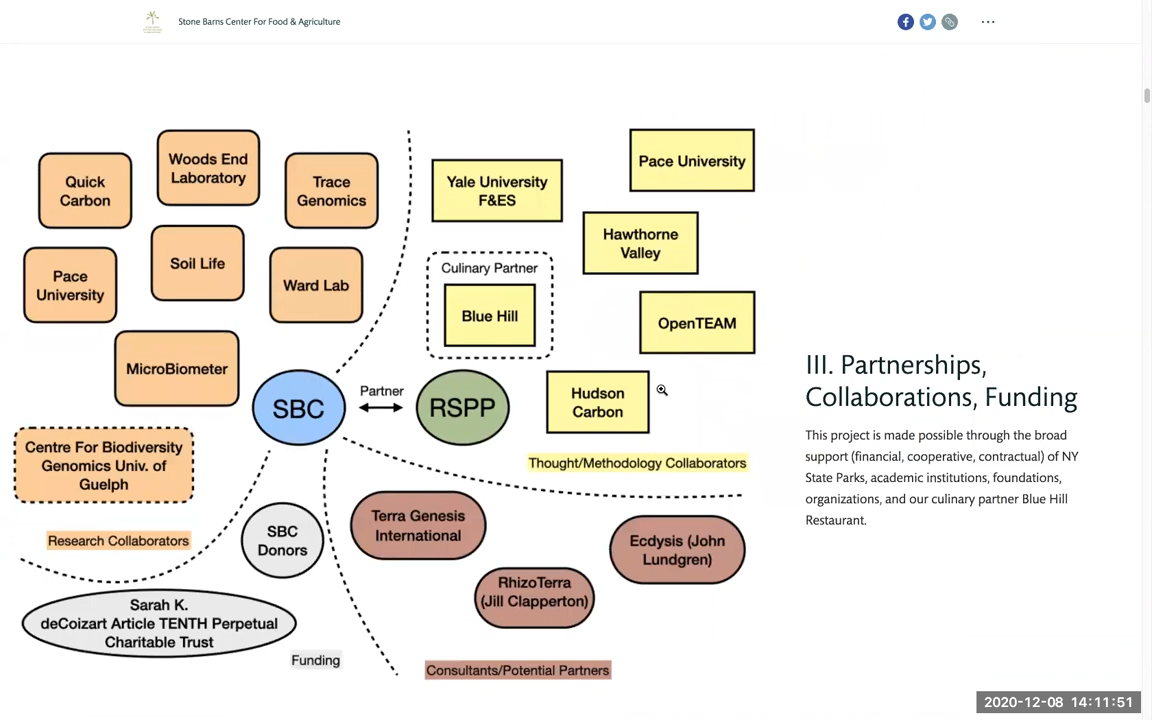 Stone Barns Center For Food & Agriculture
Quick
Carbon
Woods End
Laboratory
Trace
Genomics
Pace
University
Soil Life
Ward Lab
MicroBiometer
Centre For Biodiversity
Genomics Univ. of
Guelph
Research Collaborators
Yale University
F&ES
Pace University
Hawthorne
Valley
Culinary Partner
Blue Hill
OpenTEAM
Hudson
Carbon
Thought/Methodology Collaborators
SBC
Partner
RSPP
SBC
Donors
Sarah K.
deCoizart Article TENTH Perpetual
Charitable Trust
Funding
Terra Genesis
International
Ecdysis (John
Lundgren)
RhizoTerra
(Jill Clapperton)
Consultants/Potential Partners
III. Partnerships,
Collaborations, Funding
This project is made possible through the broad
support (financial, cooperative, contractual) of NY
State Parks, academic institutions, foundations,
organizations, and our culinary partner Blue Hill
Restaurant.
2020-12-08 14:11:51